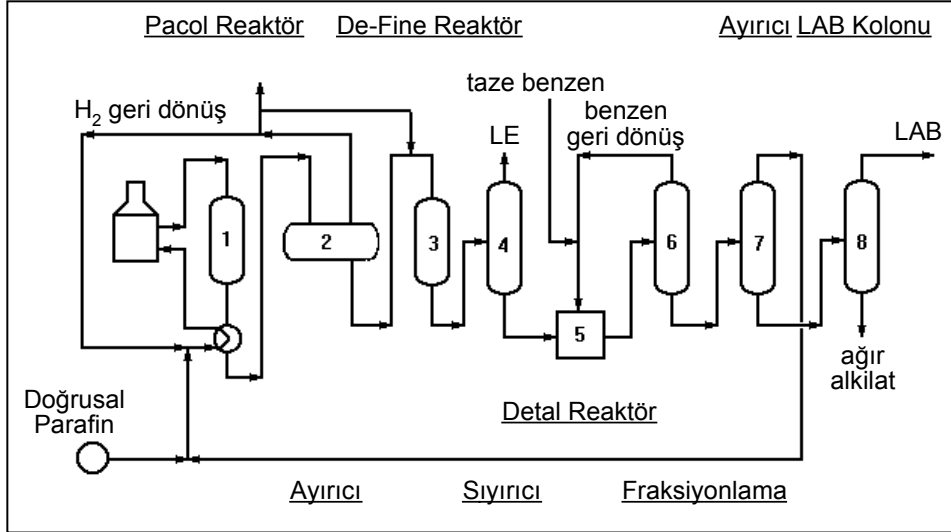 Pacol Reaktör De-Fine Reaktör Ayırıcı LAB Kolonu
taze benzen
H2 geri dönüş
benzen
geri dönüş
LE
LAB
1
2
3
4
5
6
7
8
ağır
alkilat
Doğrusal
Parafin
Detal Reaktör
Ayırıcı Sıyırıcı Fraksiyonlama